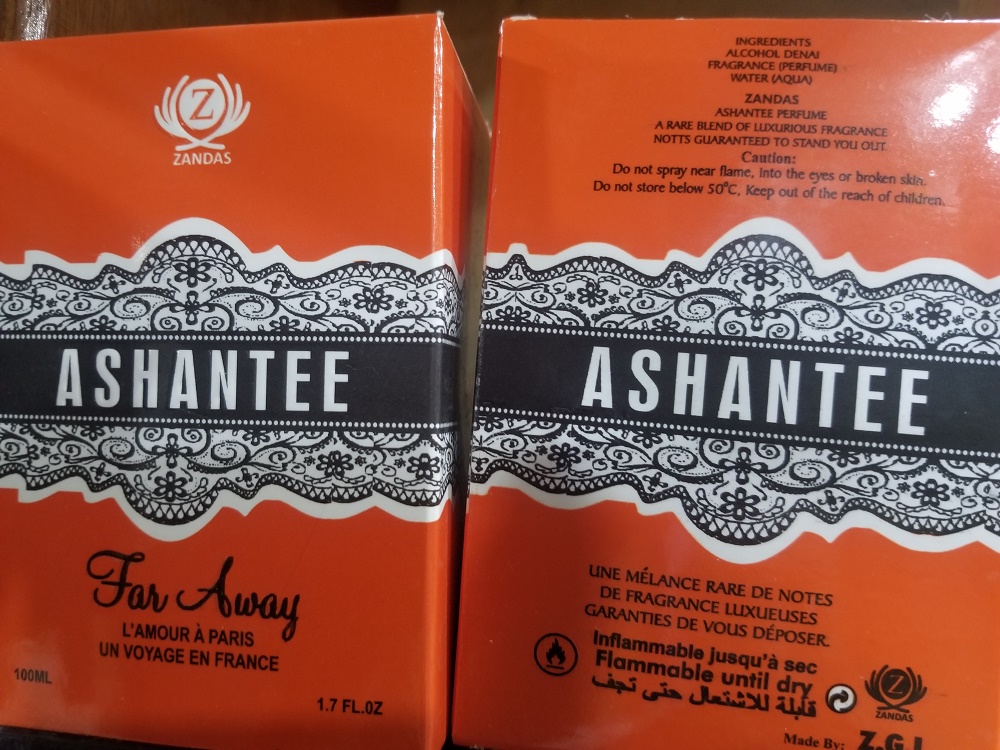 Z
ZANDAS
ASHANTEE
Far Away
L'AMOUR À PARIS
UN VOYAGE EN FRANCE
100ML
1.7 FL.OZ
INGREDIENTS
ALCOHOL DENAI
FRAGRANCE (PERFUME)
WATER (AQUA)
ZANDAS
ASHANTEE PERFUME
A RARE BLEND OF LUXURIOUS FRAGRANCE
NOTTS GUARANTEED TO STAND YOU OUT.
Caution:
Do not spray near flame, Into the eyes or broken skin.
Do not store below 50°C, Keep out of the reach of children.
ASHANTEE
UNE MÉLANCE RARE DE NOTES
DE FRAGRANCE LUXUEUSES
GARANTIES DE VOUS DÉPOSER.
Inflammable jusqu'à sec
Flammable until dry
قابلة للاشتعال حتى تجف
Z
ZANDAS
Made By: Z.G.I.